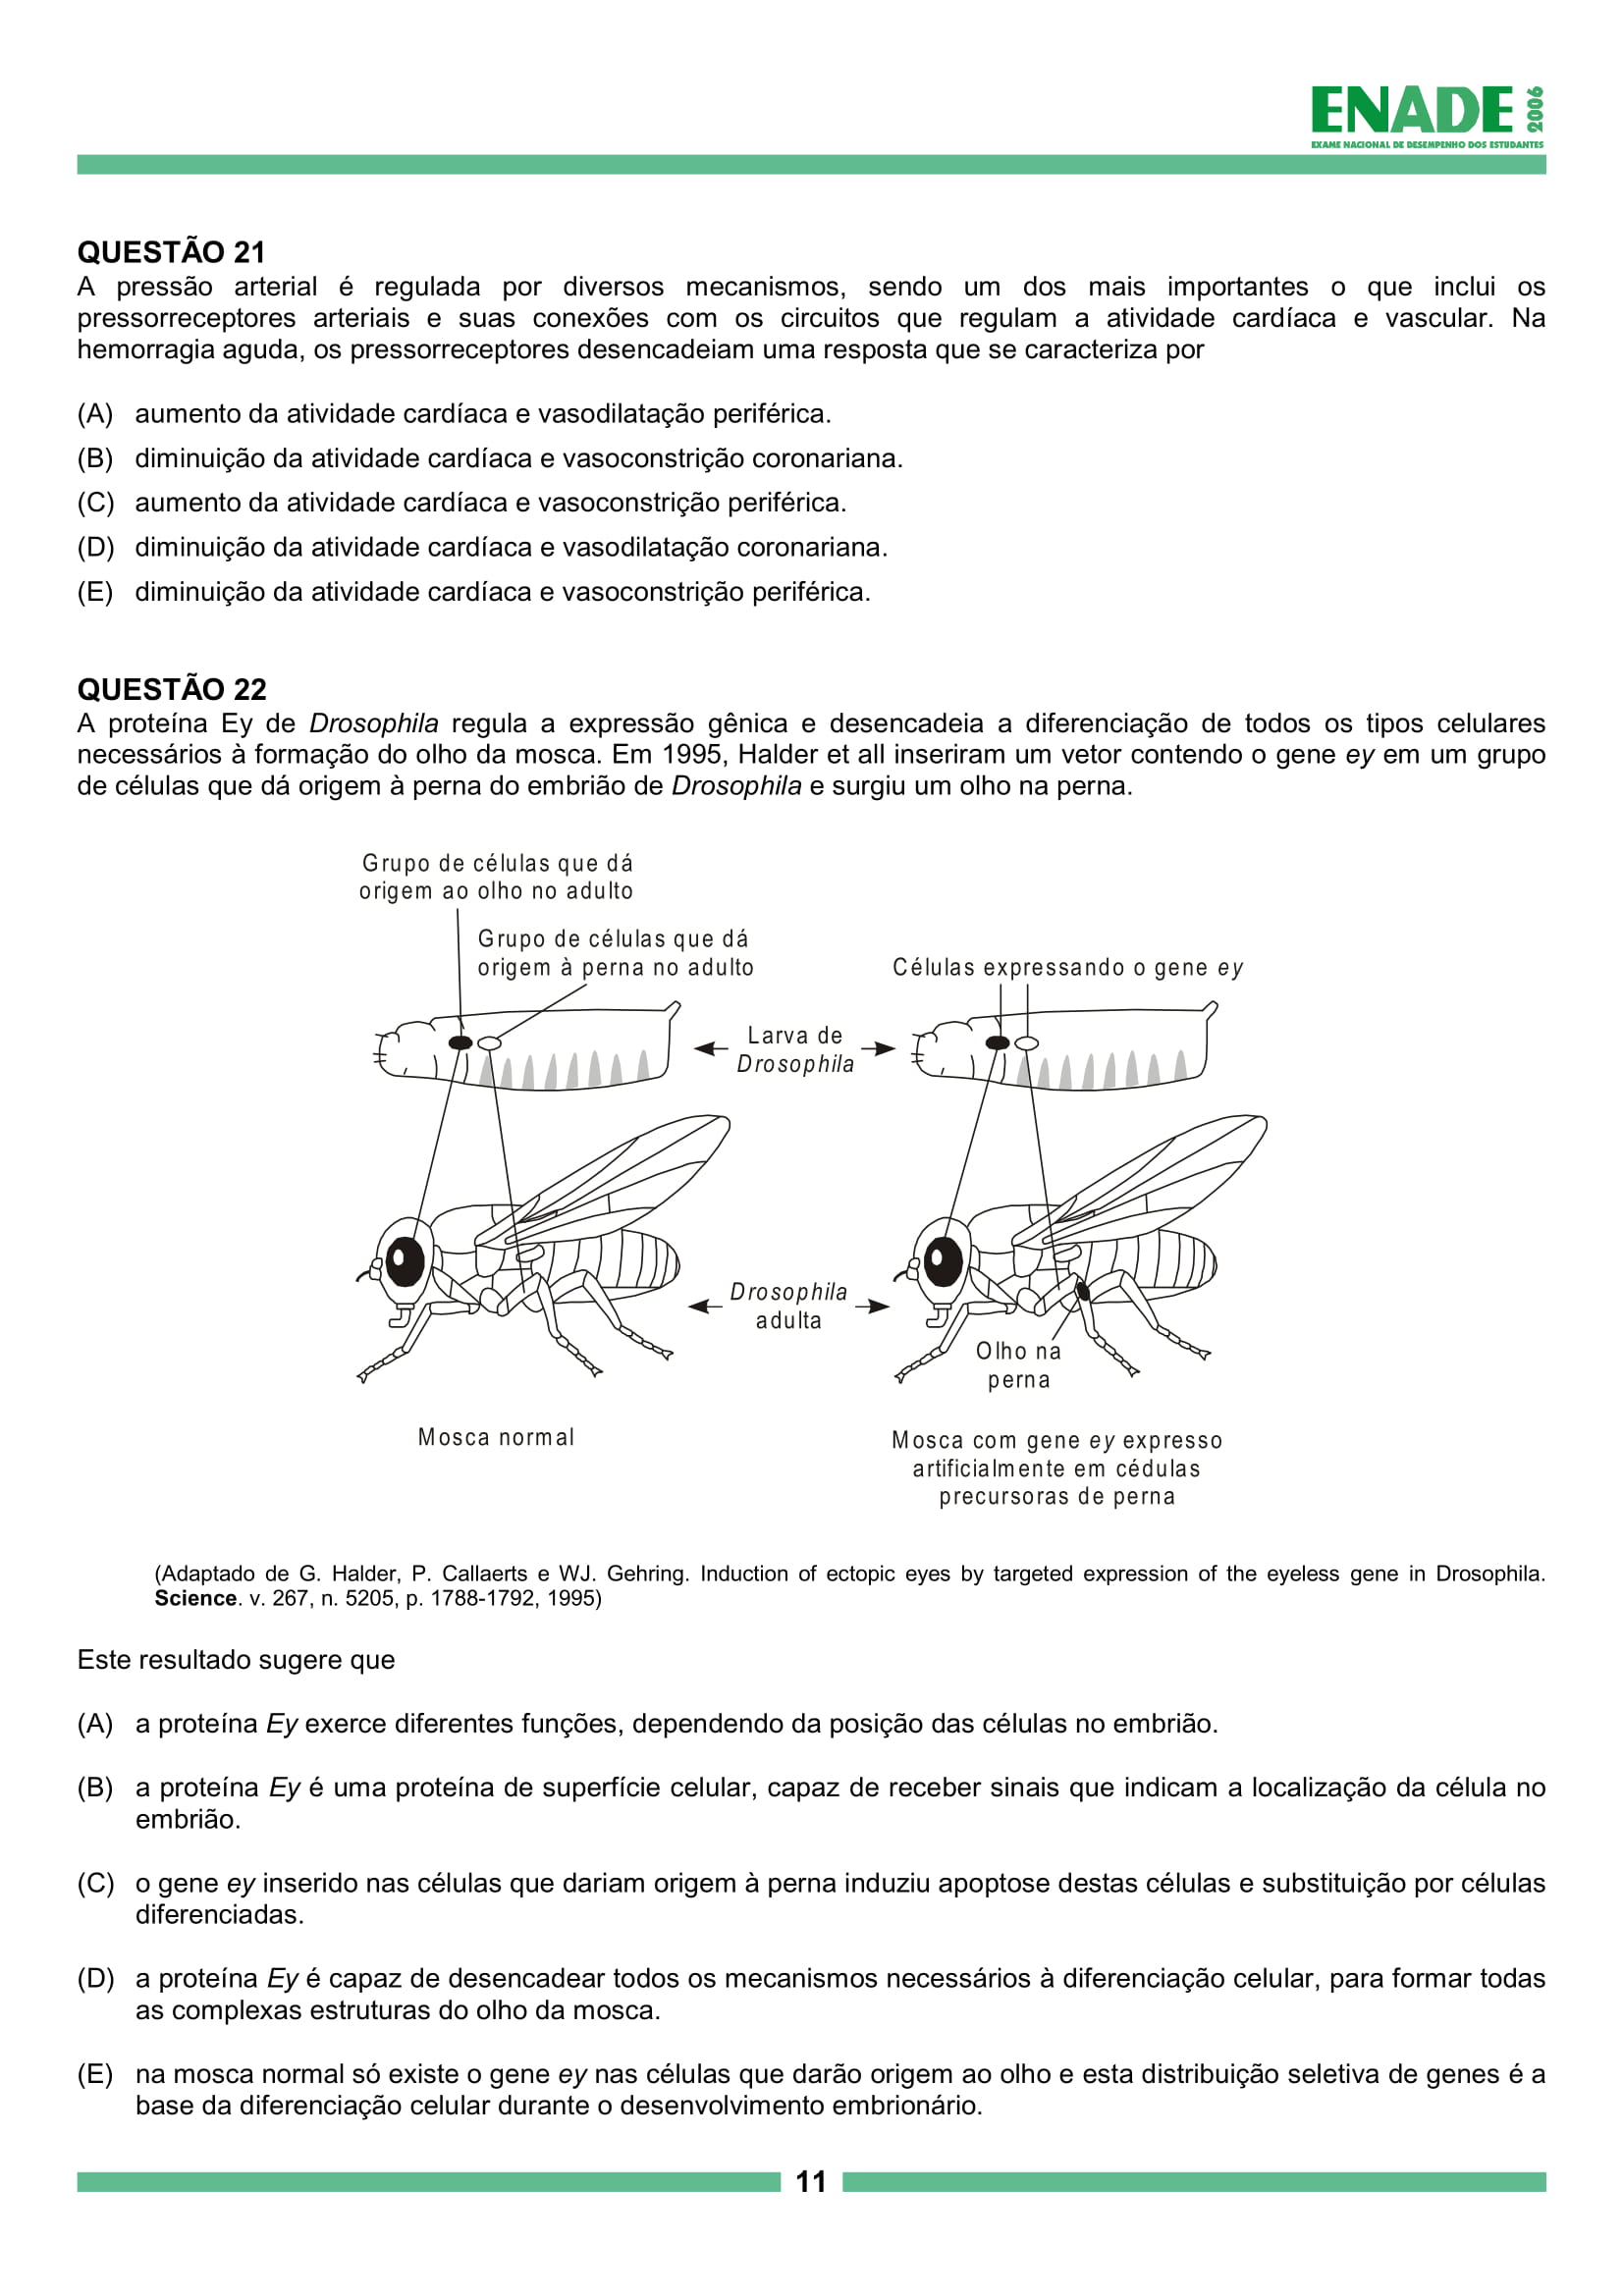 ENADE 2006
EXAME NACIONAL DE DESEMPENHO DOS ESTUDANTES
QUESTÃO 21
A pressão arterial é regulada por diversos mecanismos, sendo um dos mais importantes o que inclui os
pressorreceptores arteriais e suas conexões com os circuitos que regulam a atividade cardíaca e vascular. Na
hemorragia aguda, os pressorreceptores desencadeiam uma resposta que se caracteriza por
(A) aumento da atividade cardíaca e vasodilatação periférica.
(B) diminuição da atividade cardíaca e vasoconstrição coronariana.
(C) aumento da atividade cardíaca e vasoconstrição periférica.
(D) diminuição da atividade cardíaca e vasodilatação coronariana.
(E) diminuição da atividade cardíaca e vasoconstrição periférica.
QUESTÃO 22
A proteína Ey de Drosophila regula a expressão gênica e desencadeia a diferenciação de todos os tipos celulares
necessários à formação do olho da mosca. Em 1995, Halder et all inseriram um vetor contendo o gene ey em um grupo
de células que dá origem à perna do embrião de Drosophila e surgiu um olho na perna.
Grupo de células que dá
origem ao olho no adulto
Grupo de células que dá
origem à perna no adulto
Células expressando o gene ey
Larva de
Drosophila
Drosophila
adulta
Olho na
perna
Mosca normal
Mosca com gene ey expresso
artificialmente em cédulas
precursoras de perna
(Adaptado de G. Halder, P. Callaerts e WJ. Gehring. Induction of ectopic eyes by targeted expression of the eyeless gene in Drosophila.
Science. v. 267, n. 5205, p. 1788-1792, 1995)
Este resultado sugere que
(A) a proteína Ey exerce diferentes funções, dependendo da posição das células no embrião.
(B) a proteína Ey é uma proteína de superfície celular, capaz de receber sinais que indicam a localização da célula no
embrião.
(C) o gene ey inserido nas células que dariam origem à perna induziu apoptose destas células e substituição por células
diferenciadas.
(D) a proteína Ey é capaz de desencadear todos os mecanismos necessários à diferenciação celular, para formar todas
as complexas estruturas do olho da mosca.
(E) na mosca normal só existe o gene ey nas células que darão origem ao olho e esta distribuição seletiva de genes é a
base da diferenciação celular durante o desenvolvimento embrionário.
11